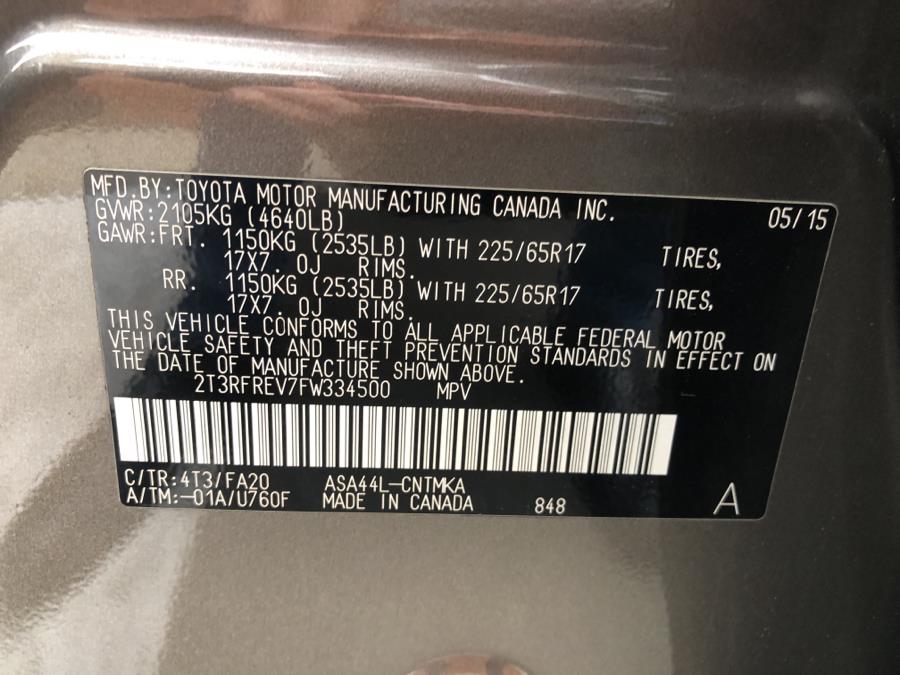 MFD.BY:TOYOTA MOTOR MANUFACTURING CANADA INC. 05/15
GVWR:2105KG (4640LB)
GAWR:FRT. 1150KG (2535LB) WITH 225/65R17 TIRES,
17X7. 0J RIMS.
RR. 1150KG (2535LB) WITH 225/65R17 TIRES,
17X7. 0J RIMS.
THIS VEHICLE CONFORMS TO ALL APPLICABLE FEDERAL MOTOR
VEHICLE SAFETY AND THEFT PREVENTION STANDARDS IN EFFECT ON
THE DATE OF MANUFACTURE SHOWN ABOVE.
2T3RFREV7FW334500 MPV
C/TR:4T3/FA20 ASA44L-CNTMKA
A/TM:-01A/U760F MADE IN CANADA 848 A